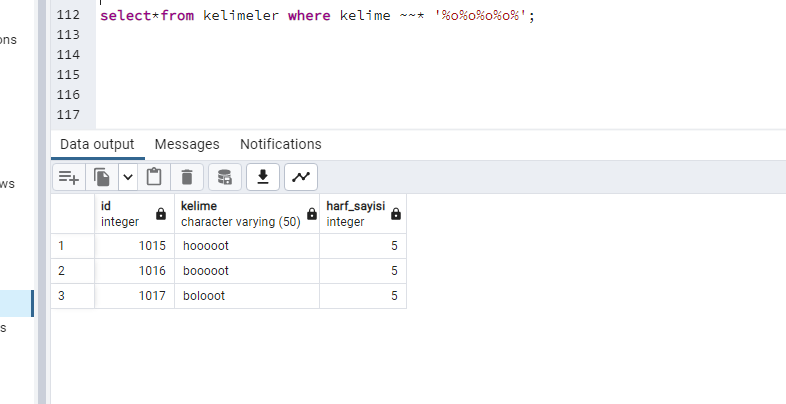 112 select*from kelimeler where kelime ~~* '%o%o%o%o%';
ons 113
114
115
116
117
Data output Messages Notifications
ws
id kelime harf_sayisi
integer character varying (50) integer
1 1015 hooooot 5
2 1016 booooot 5
3 1017 bolooot 5
s